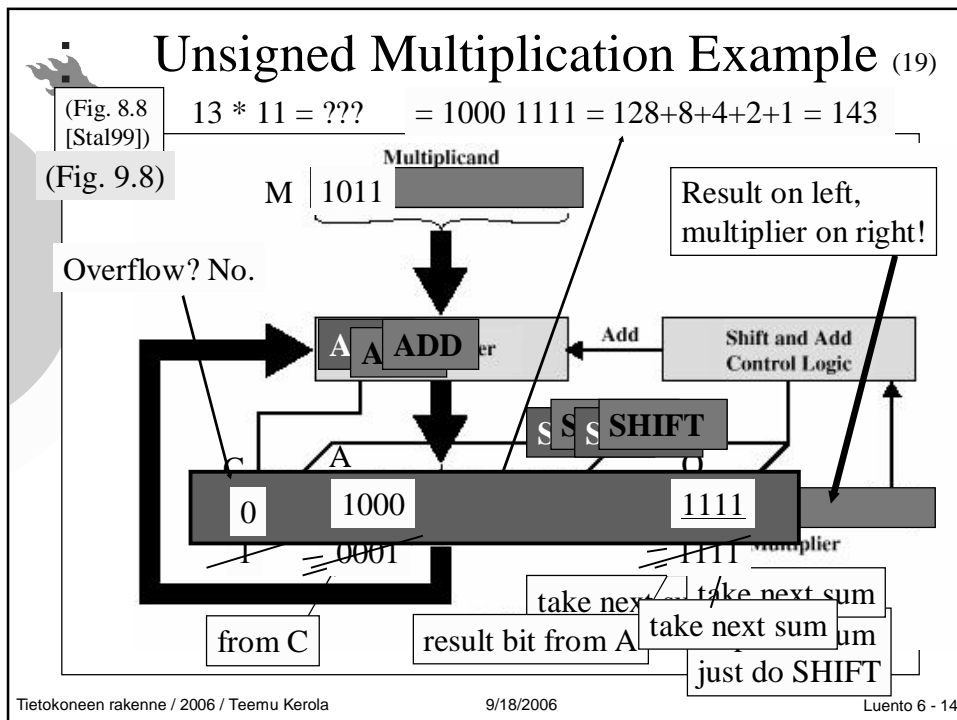 Unsigned Multiplication Example (19)
(Fig. 8.8
[Stal99])
13 * 11 = ??? = 1000 1111 = 128+8+4+2+1 = 143
(Fig. 9.8)
Multiplicand
M 1011
Result on left,
multiplier on right!
Overflow? No.
ADD
Add
Shift and Add
Control Logic
SHIFT
A
0 1000 1111
0001 1111
take next sum
take next
take next sum
from C
result bit from A
just do SHIFT
Tietokoneen rakenne / 2006 / Teemu Kerola 9/18/2006 Luento 6 - 14